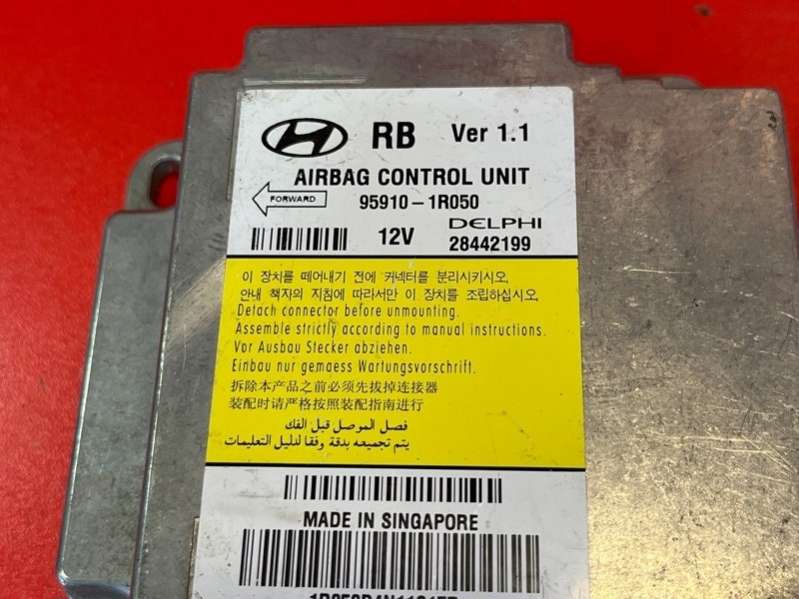 RB Ver 1.1
AIRBAG CONTROL UNIT
FORWARD 95910-1R050
12V DELPHI
28442199
이 장치를 떼어내기 전에 커넥터를 분리시키시오.
안내 책자의 지침에 따라서만 이 장치를 조립하십시오.
Detach connector before unmounting.
Assemble strictly according to manual instructions.
Vor Ausbau Stecker abziehen.
Einbau nur gemaess Wartungsvorschrift.
拆除本产品之前必须先拔掉连接器
装配时请严格按照装配指南进行
فصل الموصل قبل الفك
يتم تجميعه بدقة وفقا لدليل التعليمات
MADE IN SINGAPORE